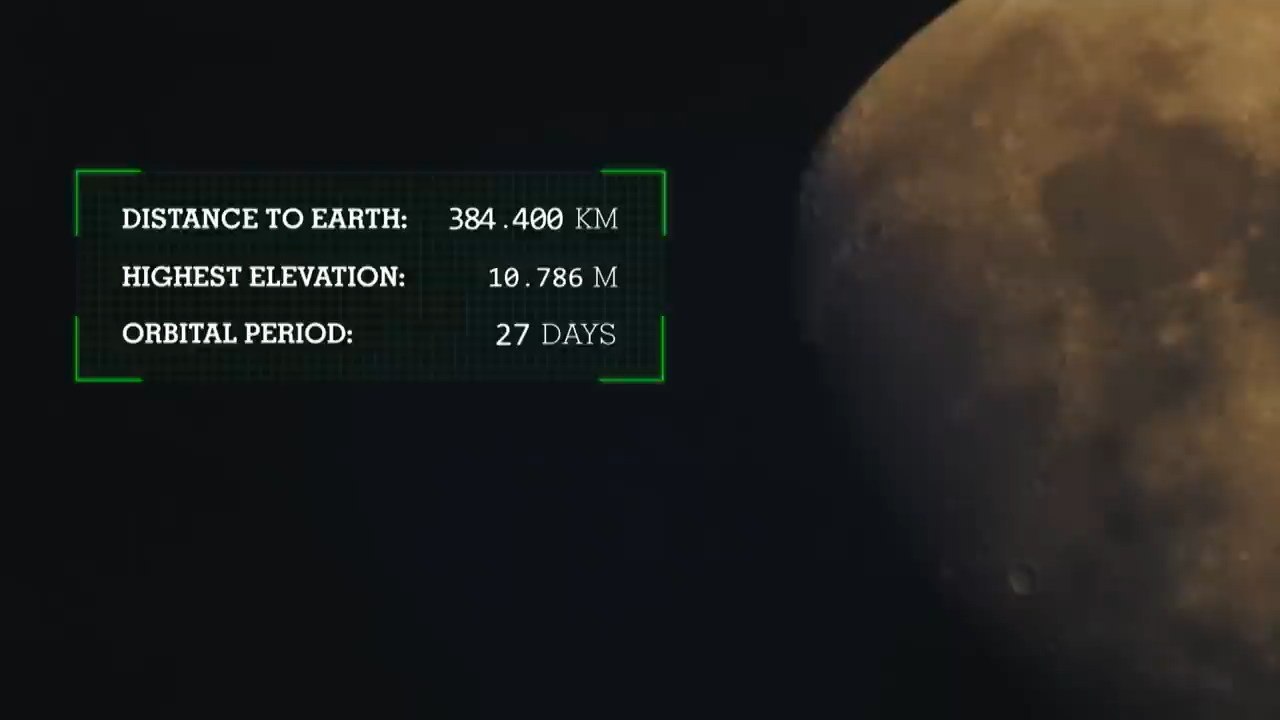 DISTANCE TO EARTH: 384.400 KM
HIGHEST ELEVATION: 10.786 M
ORBITAL PERIOD: 27 DAYS